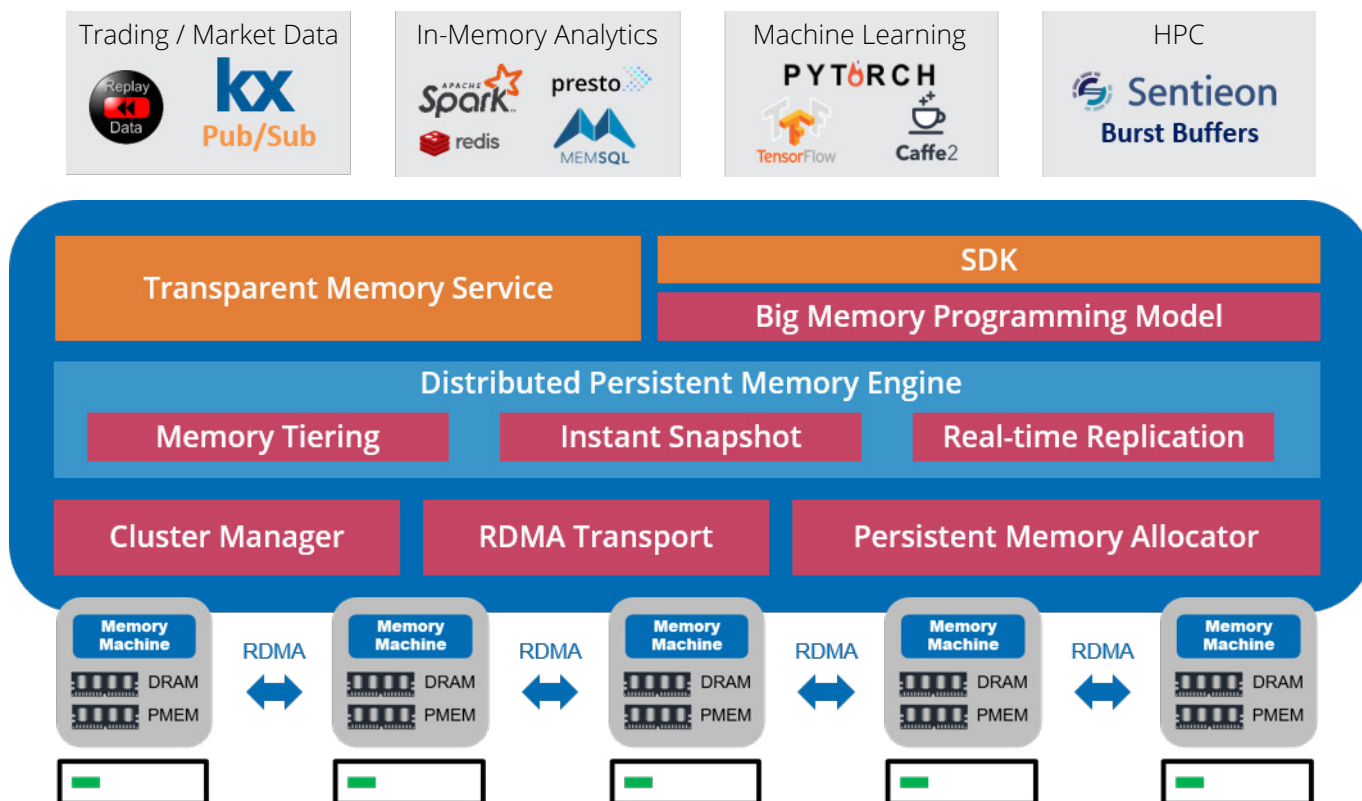 Trading / Market Data
Replay
Data
kx
Pub/Sub
In-Memory Analytics
APACHE
Spark
presto
redis
MEMSQL
Machine Learning
PYTORCH
TensorFlow
Caffe2
HPC
Sentieon
Burst Buffers
Transparent Memory Service
SDK
Big Memory Programming Model
Distributed Persistent Memory Engine
Memory Tiering
Instant Snapshot
Real-time Replication
Cluster Manager
RDMA Transport
Persistent Memory Allocator
Memory
Machine
DRAM
PMEM
RDMA
Memory
Machine
DRAM
PMEM
RDMA
Memory
Machine
DRAM
PMEM
RDMA
Memory
Machine
DRAM
PMEM
RDMA
Memory
Machine
DRAM
PMEM